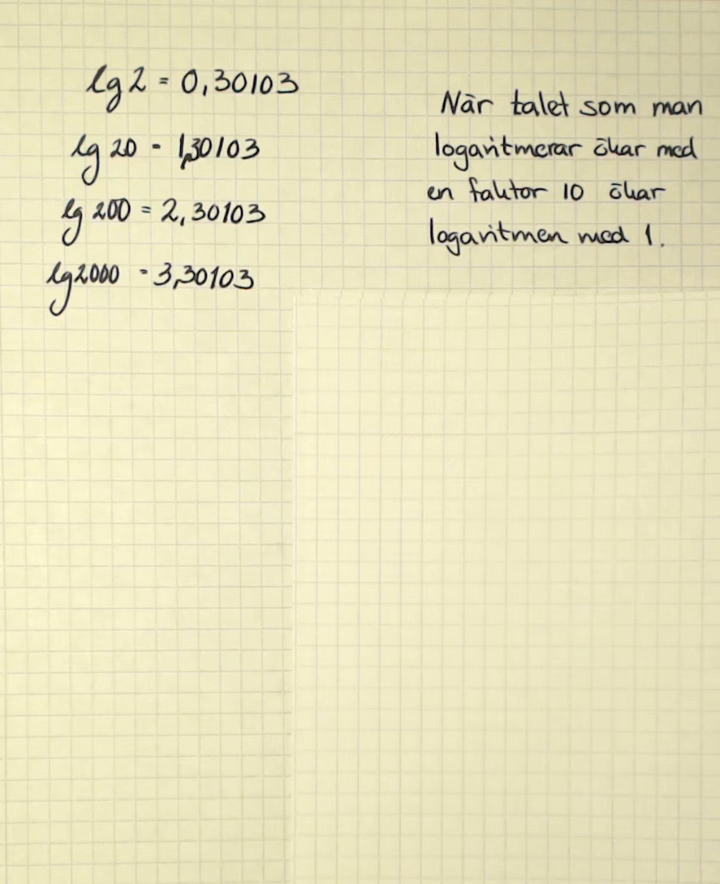 lg 2 = 0,30103
lg 20 = 1,30103
lg 200 = 2,30103
lg 2000 = 3,30103
När talet som man
logaritmerar ökar med
en faktor 10 ökar
logaritmen med 1.